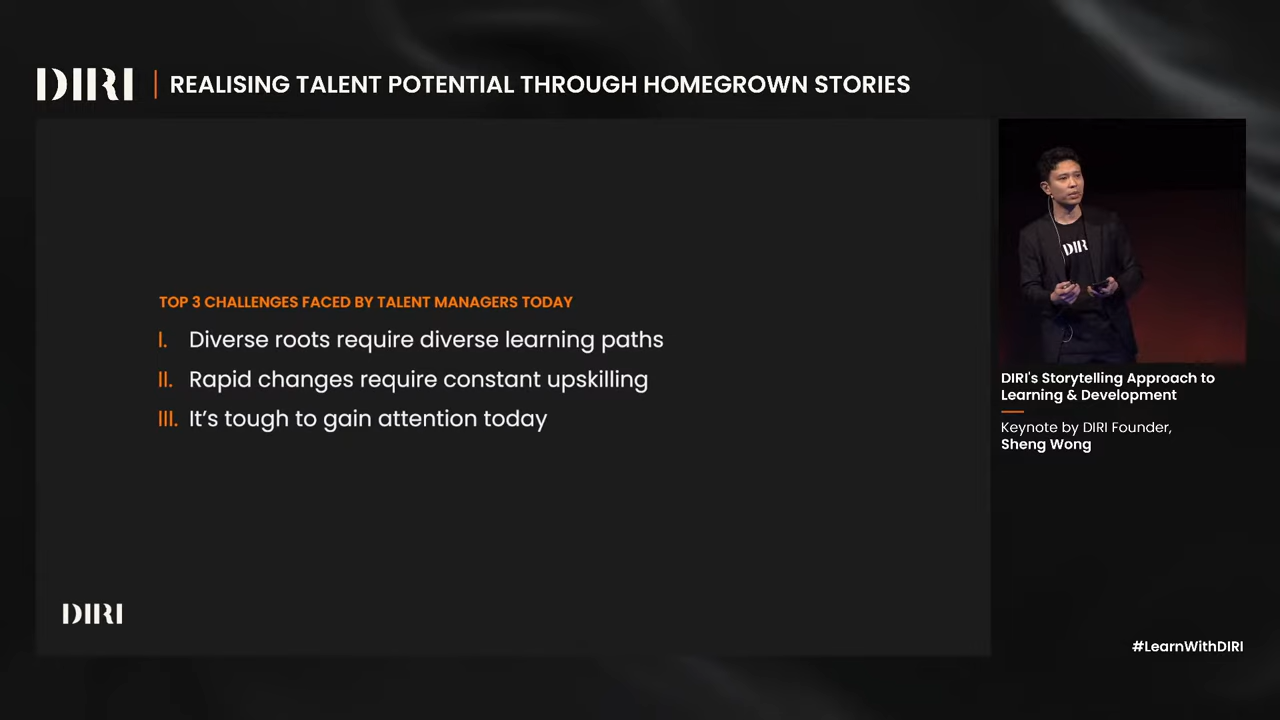 DIRI | REALISING TALENT POTENTIAL THROUGH HOMEGROWN STORIES
TOP 3 CHALLENGES FACED BY TALENT MANAGERS TODAY
I. Diverse roots require diverse learning paths
II. Rapid changes require constant upskilling
III. It’s tough to gain attention today
DIRI
DIRI
DIRI's Storytelling Approach to
Learning & Development
Keynote by DIRI Founder,
Sheng Wong
#LearnWithDIRI